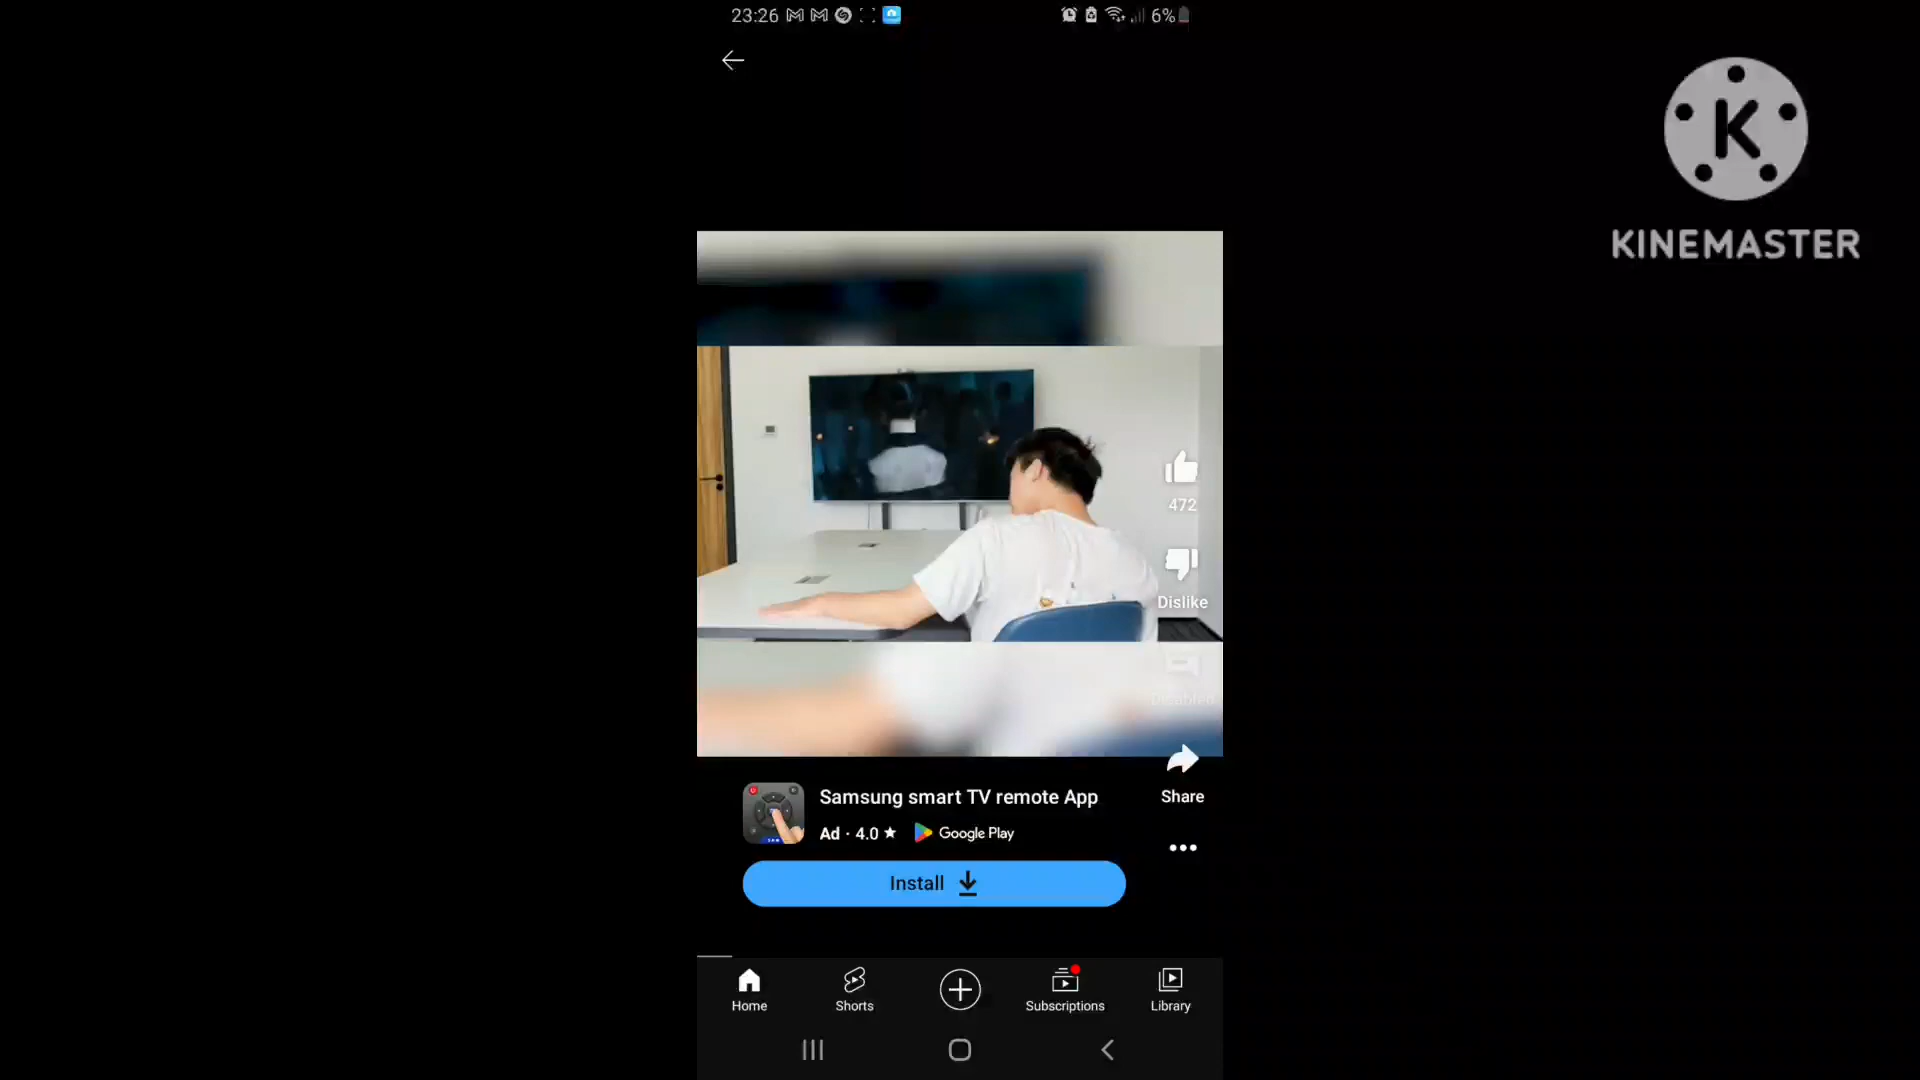 23:26
6%
K
KINEMASTER
472
Dislike
Disabled
Share
Samsung smart TV remote App
Ad · 4.0 ★ Google Play
Install
Home
Shorts
Subscriptions
Library